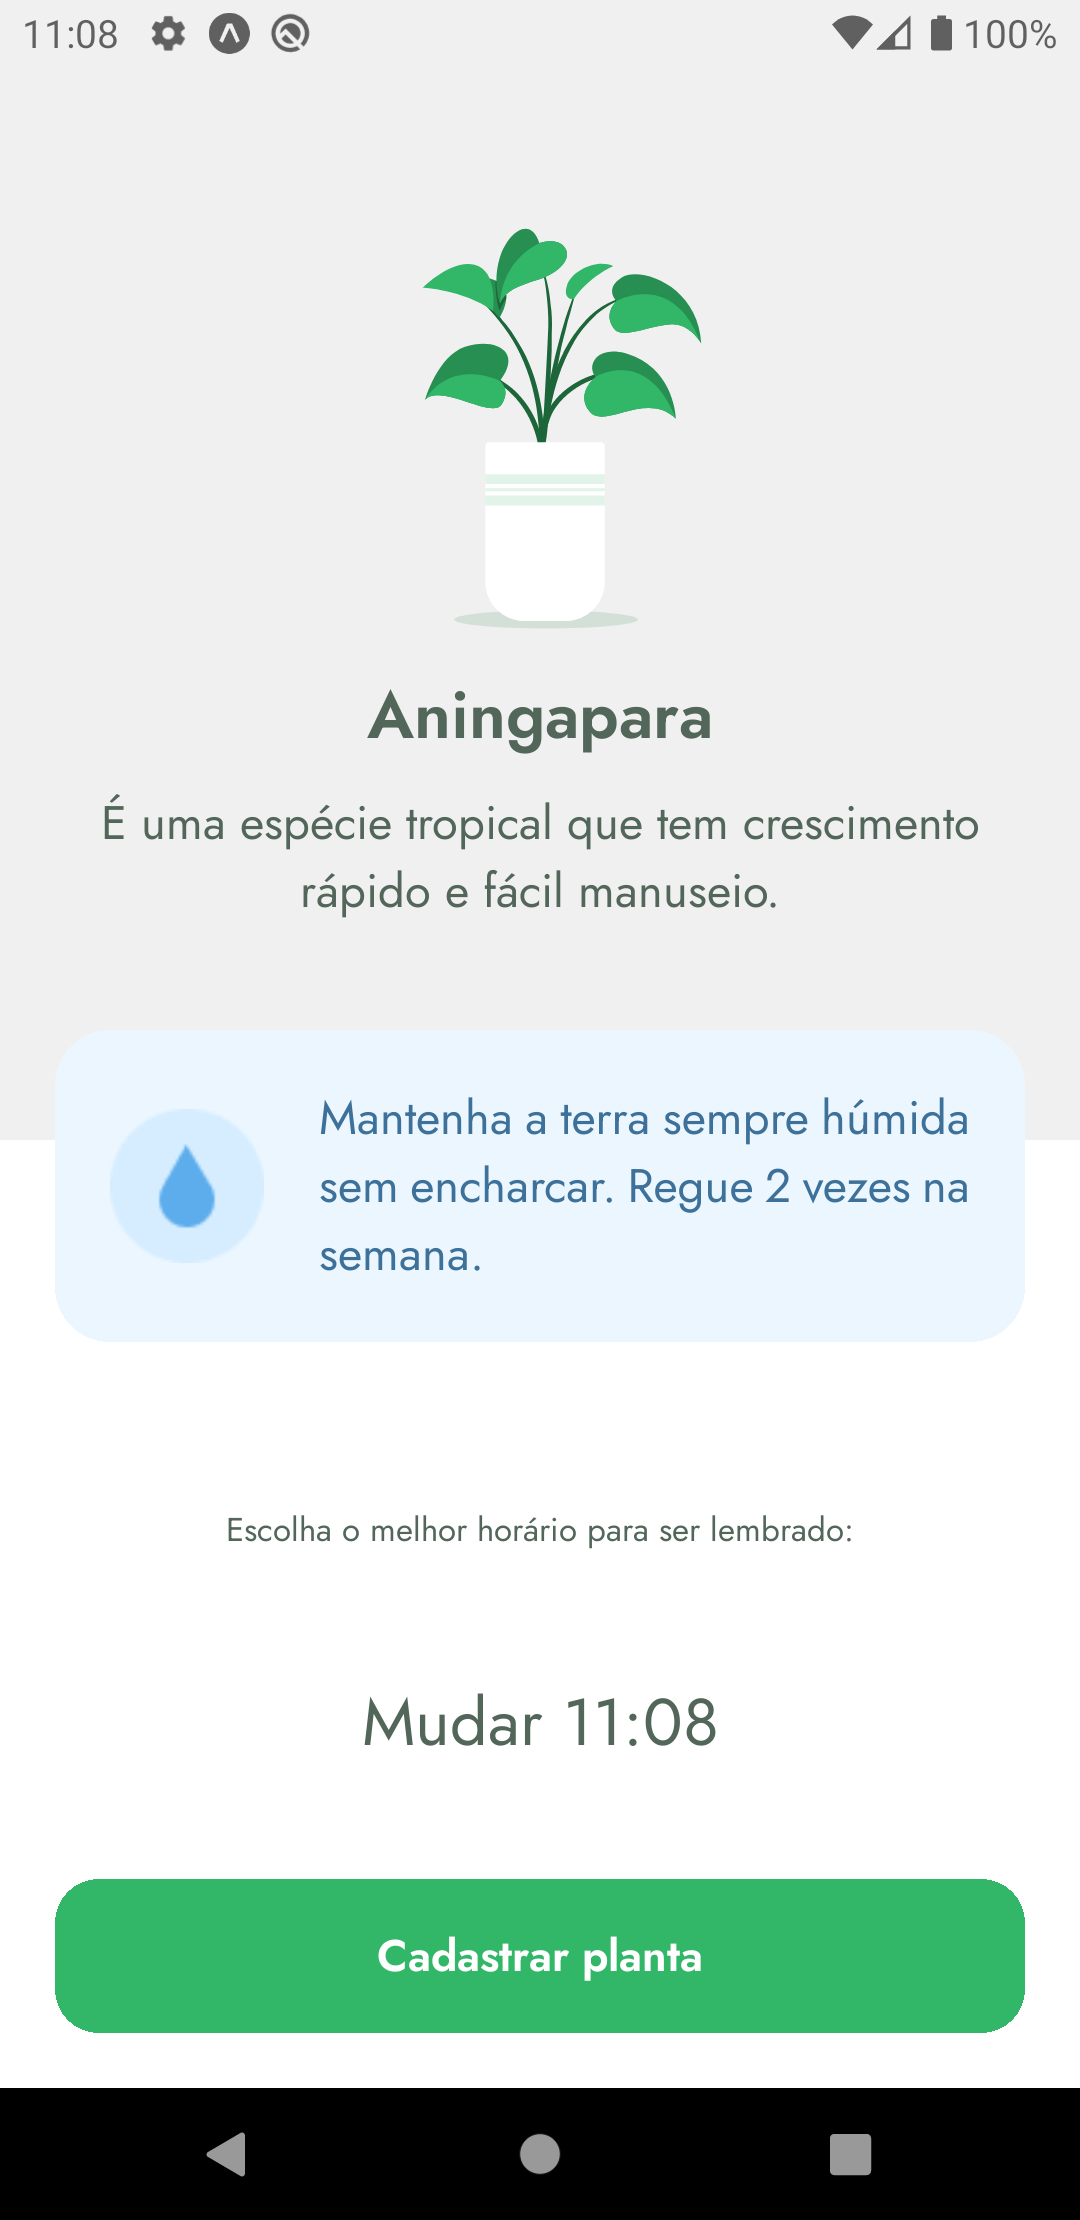 11:08 100%
Aningapara
É uma espécie tropical que tem crescimento
rápido e fácil manuseio.
Mantenha a terra sempre húmida
sem encharcar. Regue 2 vezes na
semana.
Escolha o melhor horário para ser lembrado:
Mudar 11:08
Cadastrar planta